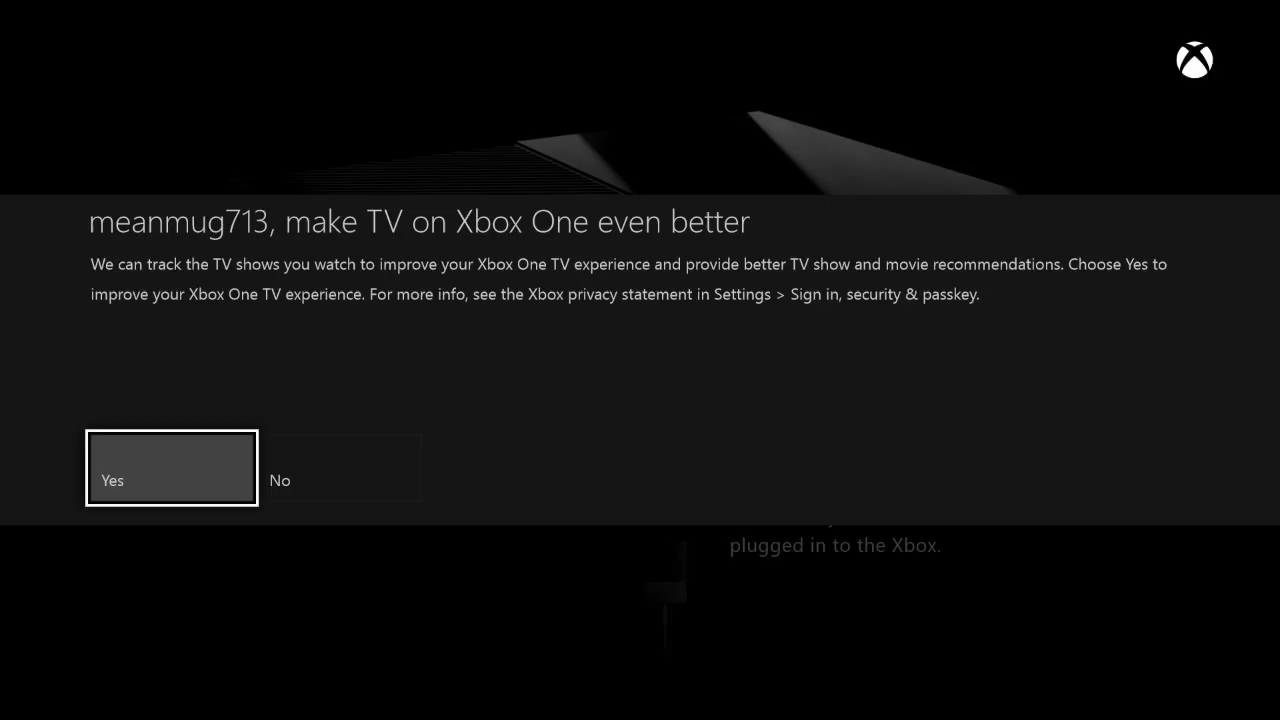 meanmug713, make TV on Xbox One even better
We can track the TV shows you watch to improve your Xbox One TV experience and provide better TV show and movie recommendations. Choose Yes to
improve your Xbox One TV experience. For more info, see the Xbox privacy statement in Settings > Sign in, security & passkey.
Yes
No
plugged in to the Xbox.